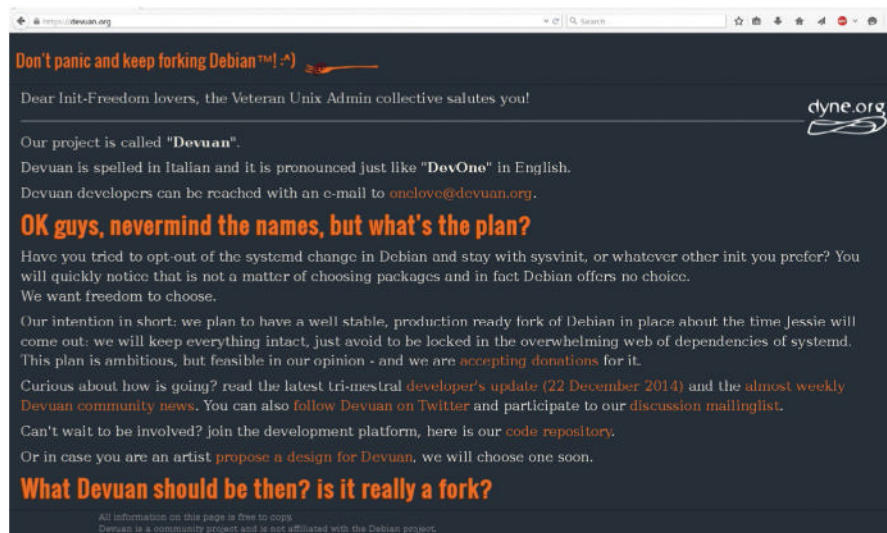 https://devuan.org
Search
Don't panic and keep forking Debian™! :^)
Dear Init-Freedom lovers, the Veteran Unix Admin collective salutes you!
dyne.org
Our project is called "Devuan".
Devuan is spelled in Italian and it is pronounced just like "DevOne" in English.
Devuan developers can be reached with an e-mail to onelove@devuan.org.
OK guys, nevermind the names, but what's the plan?
Have you tried to opt-out of the systemd change in Debian and stay with sysvinit, or whatever other init you prefer? You
will quickly notice that is not a matter of choosing packages and in fact Debian offers no choice.
We want freedom to choose.
Our intention in short: we plan to have a well stable, production ready fork of Debian in place about the time Jessie will
come out: we will keep everything intact, just avoid to be locked in the overwhelming web of dependencies of systemd.
This plan is ambitious, but feasible in our opinion - and we are accepting donations for it.
Curious about how is going? read the latest tri-mestral developer's update (22 December 2014) and the almost weekly
Devuan community news. You can also follow Devuan on Twitter and participate to our discussion mailinglist.
Can't wait to be involved? join the development platform, here is our code repository.
Or in case you are an artist propose a design for Devuan, we will choose one soon.
What Devuan should be then? is it really a fork?
All information on this page is free to copy.
Devuan is a community project and is not affiliated with the Debian project.